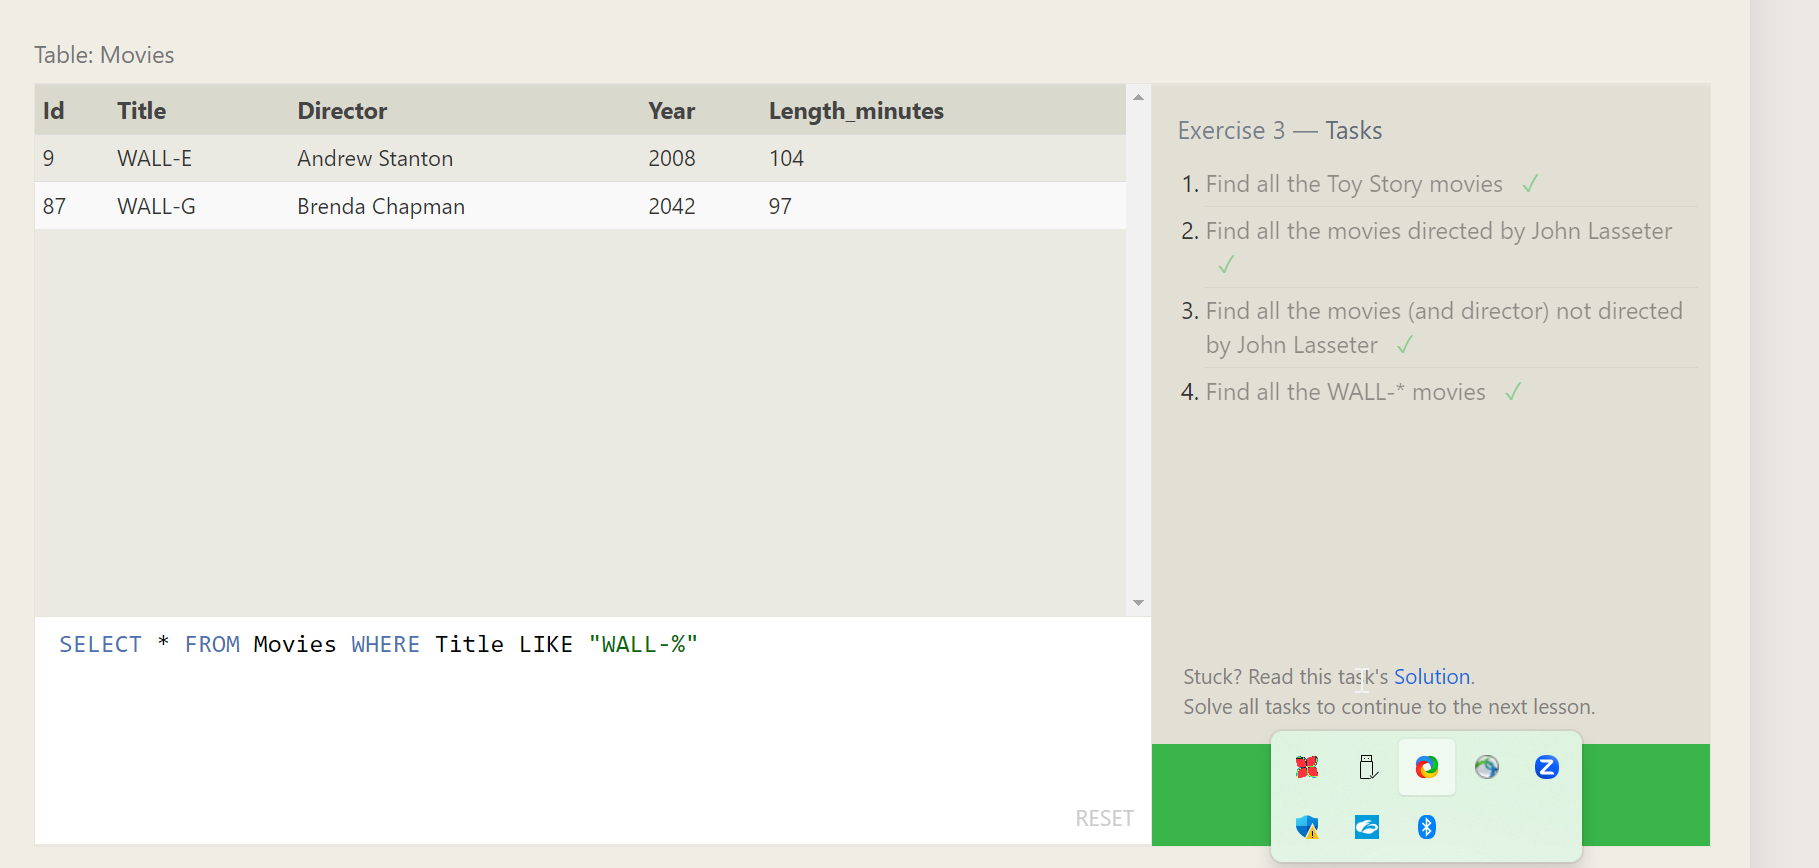 Table: Movies
Id Title Director Year Length_minutes
9 WALL-E Andrew Stanton 2008 104
87 WALL-G Brenda Chapman 2042 97
SELECT * FROM Movies WHERE Title LIKE "WALL-%"
RESET
Exercise 3 — Tasks
1. Find all the Toy Story movies ✓
2. Find all the movies directed by John Lasseter
✓
3. Find all the movies (and director) not directed
by John Lasseter ✓
4. Find all the WALL-* movies ✓
Stuck? Read this task's Solution.
Solve all tasks to continue to the next lesson.
Z